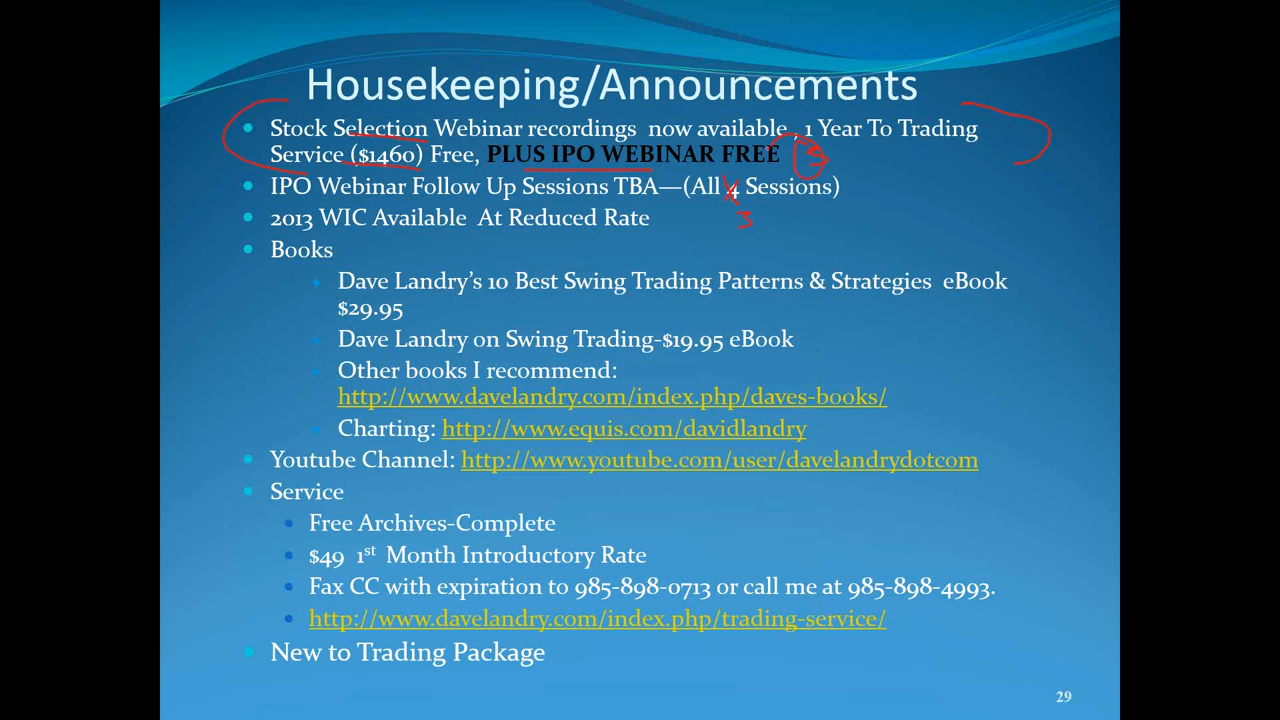 Housekeeping/Announcements
Stock Selection Webinar recordings now available , 1 Year To Trading
Service ($1460) Free, PLUS IPO WEBINAR FREE
IPO Webinar Follow Up Sessions TBA—(All 4 Sessions)
3
2013 WIC Available At Reduced Rate
Books
Dave Landry's 10 Best Swing Trading Patterns & Strategies eBook
$29.95
Dave Landry on Swing Trading-$19.95 eBook
Other books I recommend:
http://www.davelandry.com/index.php/daves-books/
Charting: http://www.equis.com/davidlandry
Youtube Channel: http://www.youtube.com/user/davelandrydotcom
Service
Free Archives-Complete
$49 1st Month Introductory Rate
Fax CC with expiration to 985-898-0713 or call me at 985-898-4993.
http://www.davelandry.com/index.php/trading-service/
New to Trading Package
29